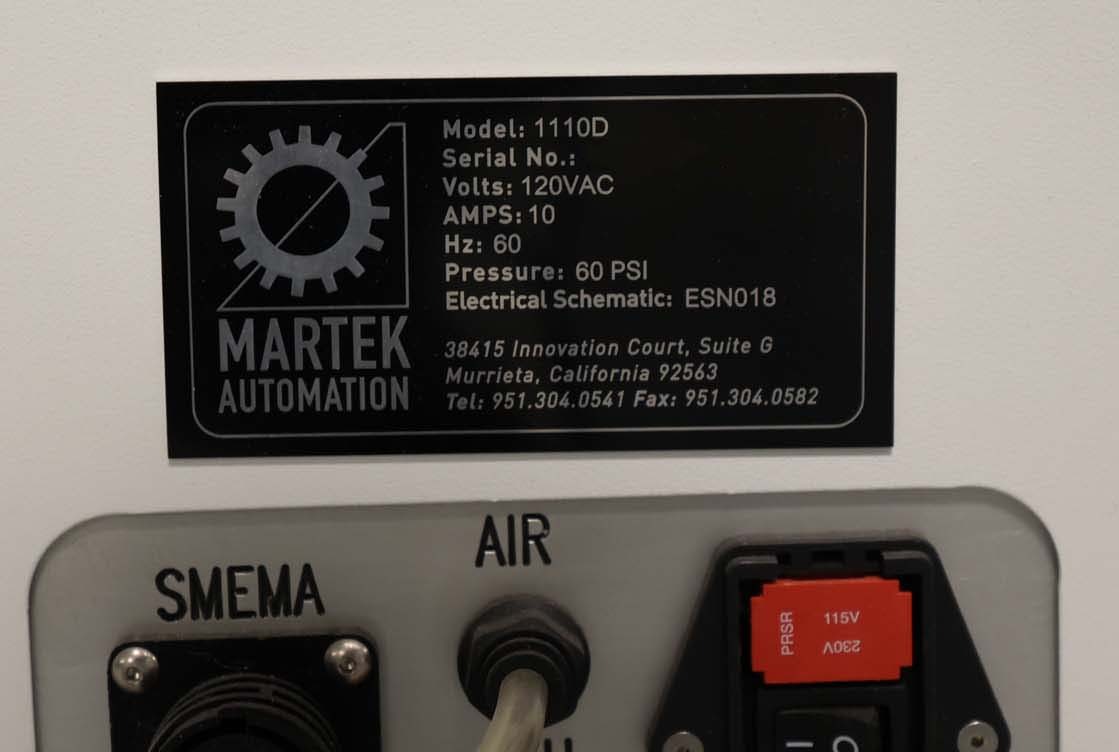 Model: 1110D
Serial No.:
Volts: 120VAC
AMPS: 10
Hz: 60
Pressure: 60 PSI
Electrical Schematic: ESN018
MARTEK
AUTOMATION
38415 Innovation Court, Suite G
Murrieta, California 92563
Tel: 951.304.0541 Fax: 951.304.0582
AIR
SMEMA
PRSR
115V
230V